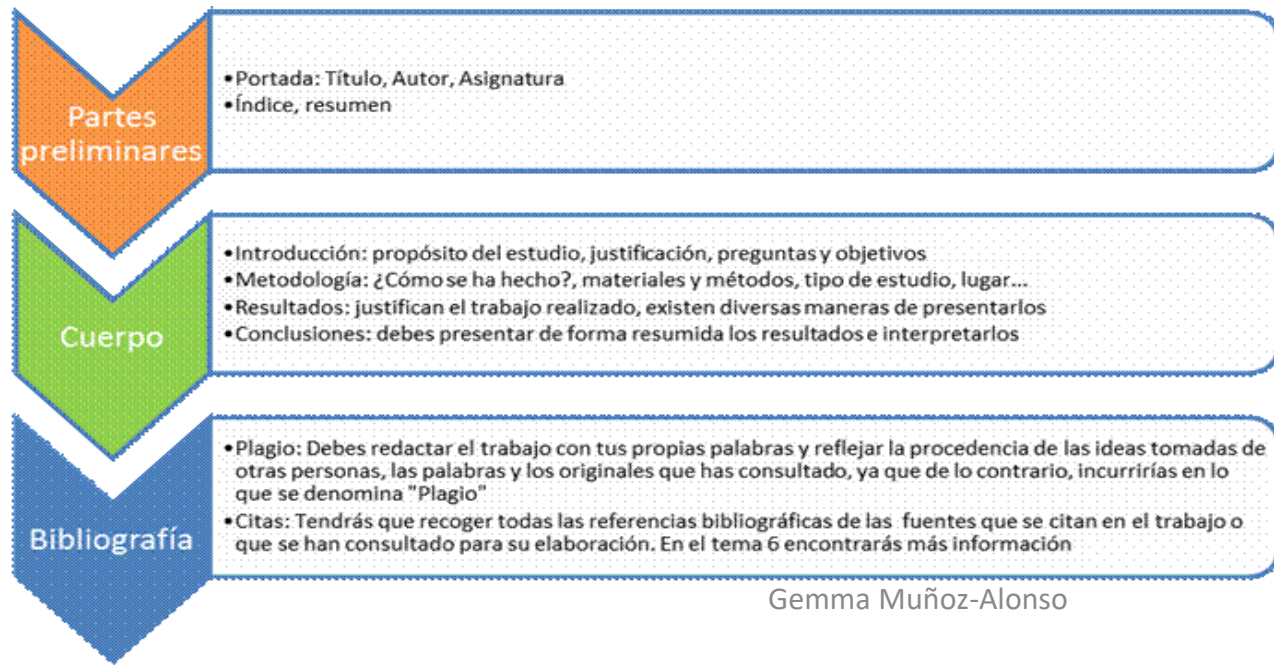 Partes
preliminares
•Portada: Título, Autor, Asignatura
•Índice, resumen
Cuerpo
•Introducción: propósito del estudio, justificación, preguntas y objetivos
•Metodología: ¿Cómo se ha hecho?, materiales y métodos, tipo de estudio, lugar...
•Resultados: justifican el trabajo realizado, existen diversas maneras de presentarlos
•Conclusiones: debes presentar de forma resumida los resultados e interpretarlos
Bibliografía
•Plagio: Debes redactar el trabajo con tus propias palabras y reflejar la procedencia de las ideas tomadas de
otras personas, las palabras y los originales que has consultado, ya que de lo contrario, incurrirías en lo
que se denomina "Plagio"
•Citas: Tendrás que recoger todas las referencias bibliográficas de las fuentes que se citan en el trabajo o
que se han consultado para su elaboración. En el tema 6 encontrarás más información
Gemma Muñoz-Alonso